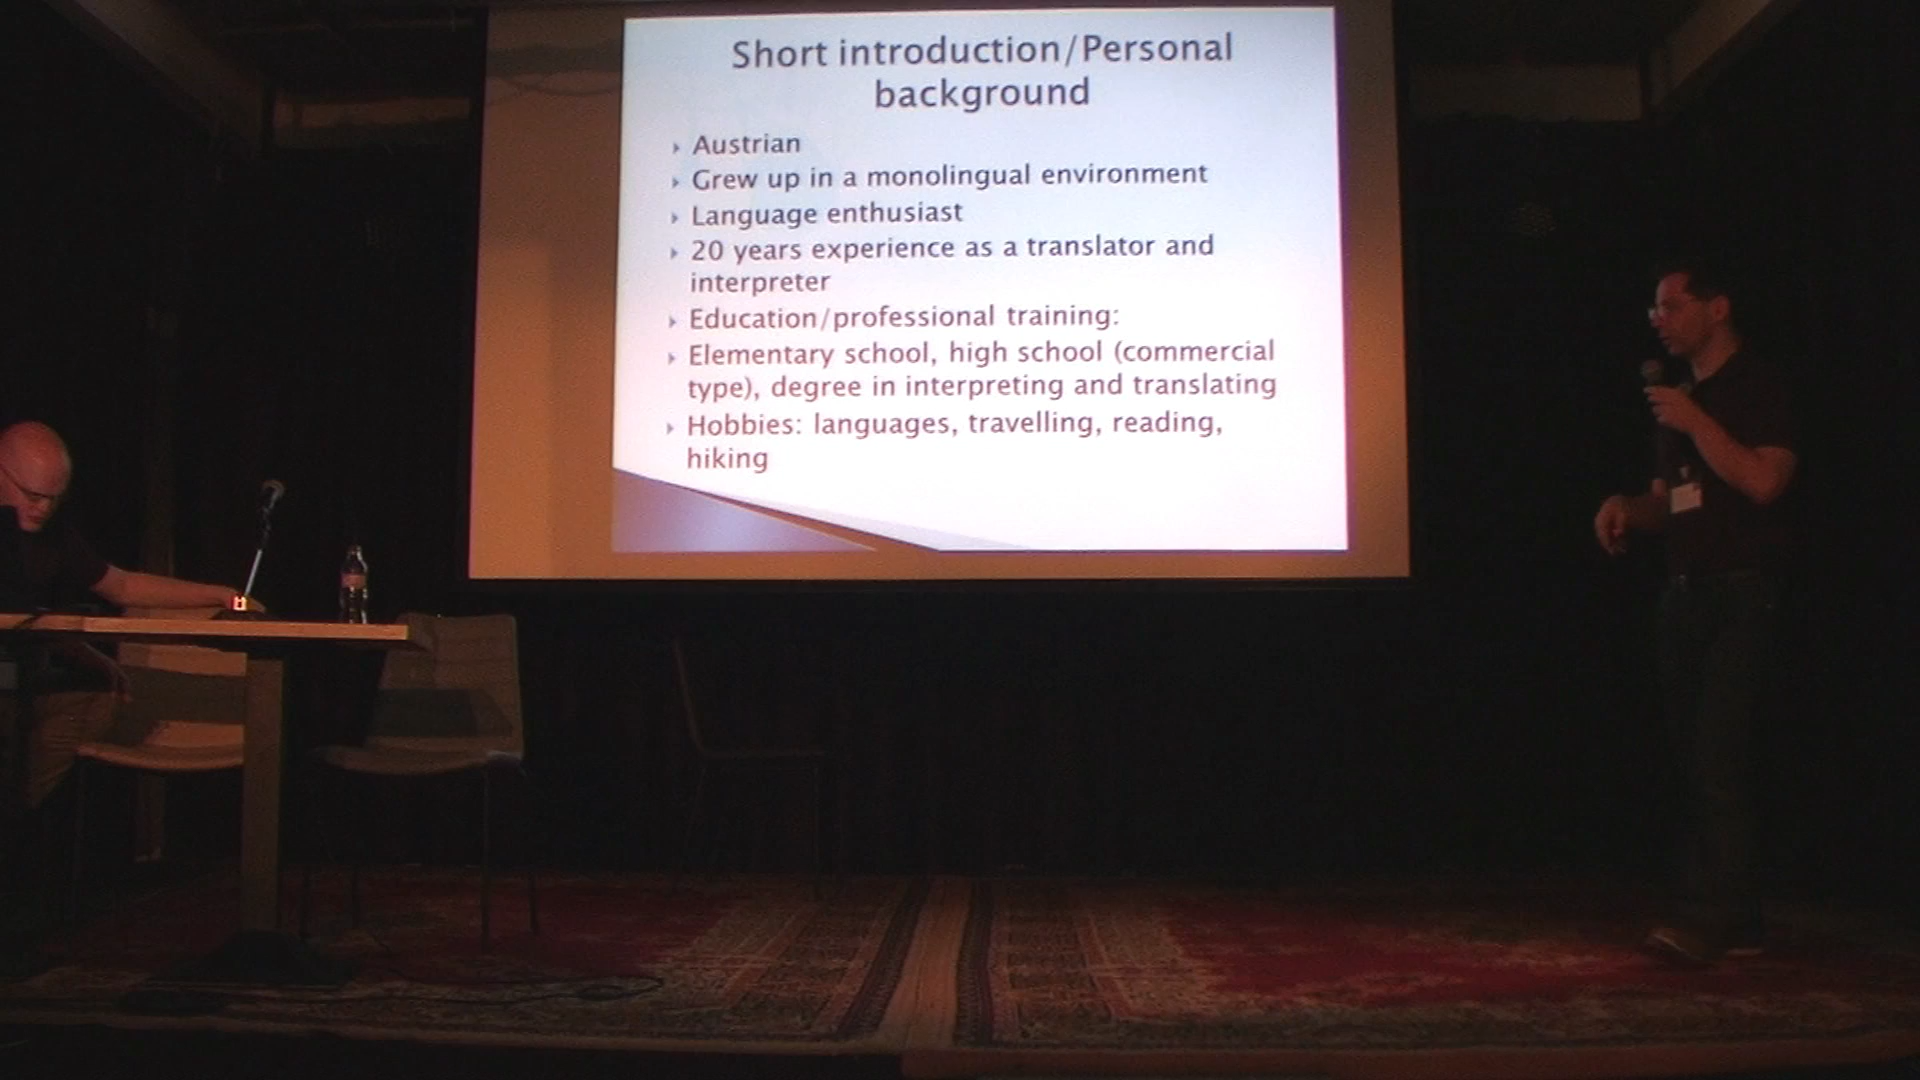 Short introduction/Personal
background
Austrian
Grew up in a monolingual environment
Language enthusiast
20 years experience as a translator and
interpreter
Education/professional training:
Elementary school, high school (commercial
type), degree in interpreting and translating
Hobbies: languages, travelling, reading,
hiking